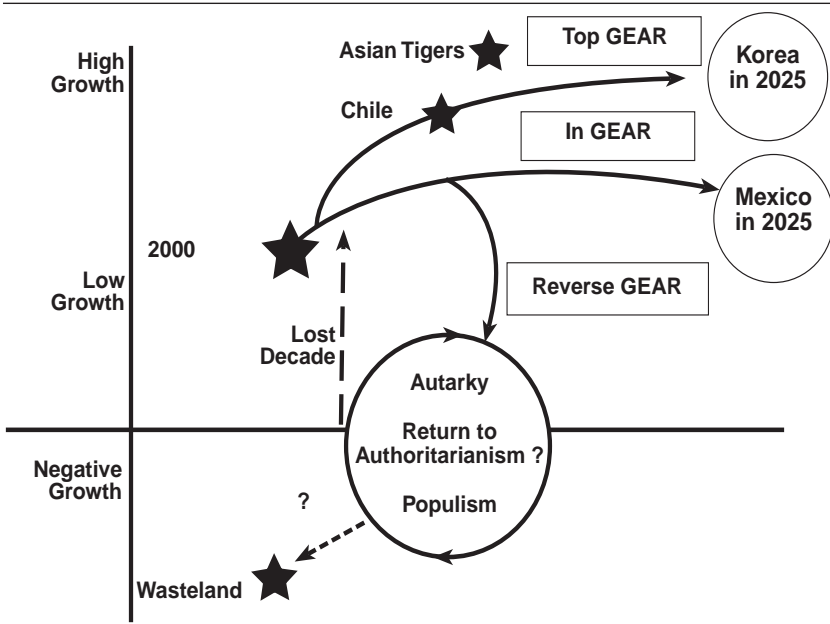 High
Growth
Asian Tigers
Top GEAR
Korea
in 2025
Chile
In GEAR
Mexico
in 2025
2000
Low
Growth
Reverse GEAR
Lost
Decade
Autarky
Return to
Authoritarianism ?
Populism
Negative
Growth
?
Wasteland